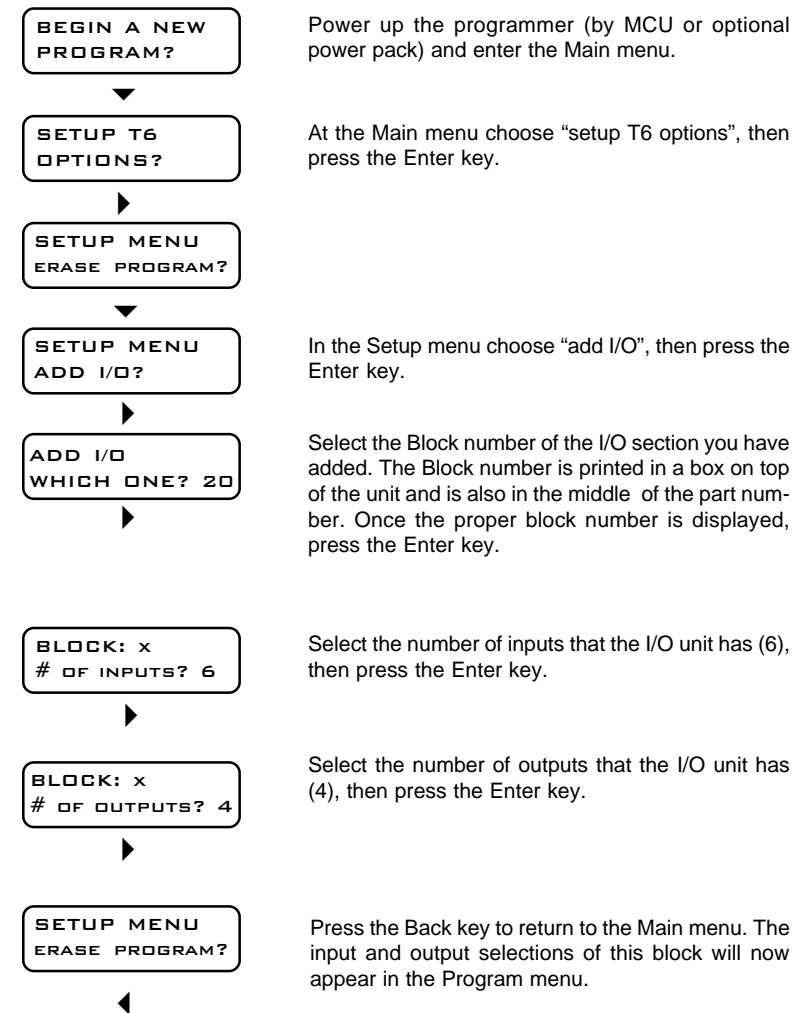 BEGIN A NEW
PROGRAM?
Power up the programmer (by MCU or optional
power pack) and enter the Main menu.
SETUP T6
OPTIONS?
At the Main menu choose “setup T6 options”, then
press the Enter key.
SETUP MENU
ERASE PROGRAM?
SETUP MENU
ADD I/O?
In the Setup menu choose “add I/O”, then press the
Enter key.
ADD I/O
WHICH ONE? 20
Select the Block number of the I/O section you have
added. The Block number is printed in a box on top
of the unit and is also in the middle of the part num-
ber. Once the proper block number is displayed,
press the Enter key.
BLOCK: x
# OF INPUTS? 6
Select the number of inputs that the I/O unit has (6),
then press the Enter key.
BLOCK: x
# OF OUTPUTS? 4
Select the number of outputs that the I/O unit has
(4), then press the Enter key.
SETUP MENU
ERASE PROGRAM?
Press the Back key to return to the Main menu. The
input and output selections of this block will now
appear in the Program menu.